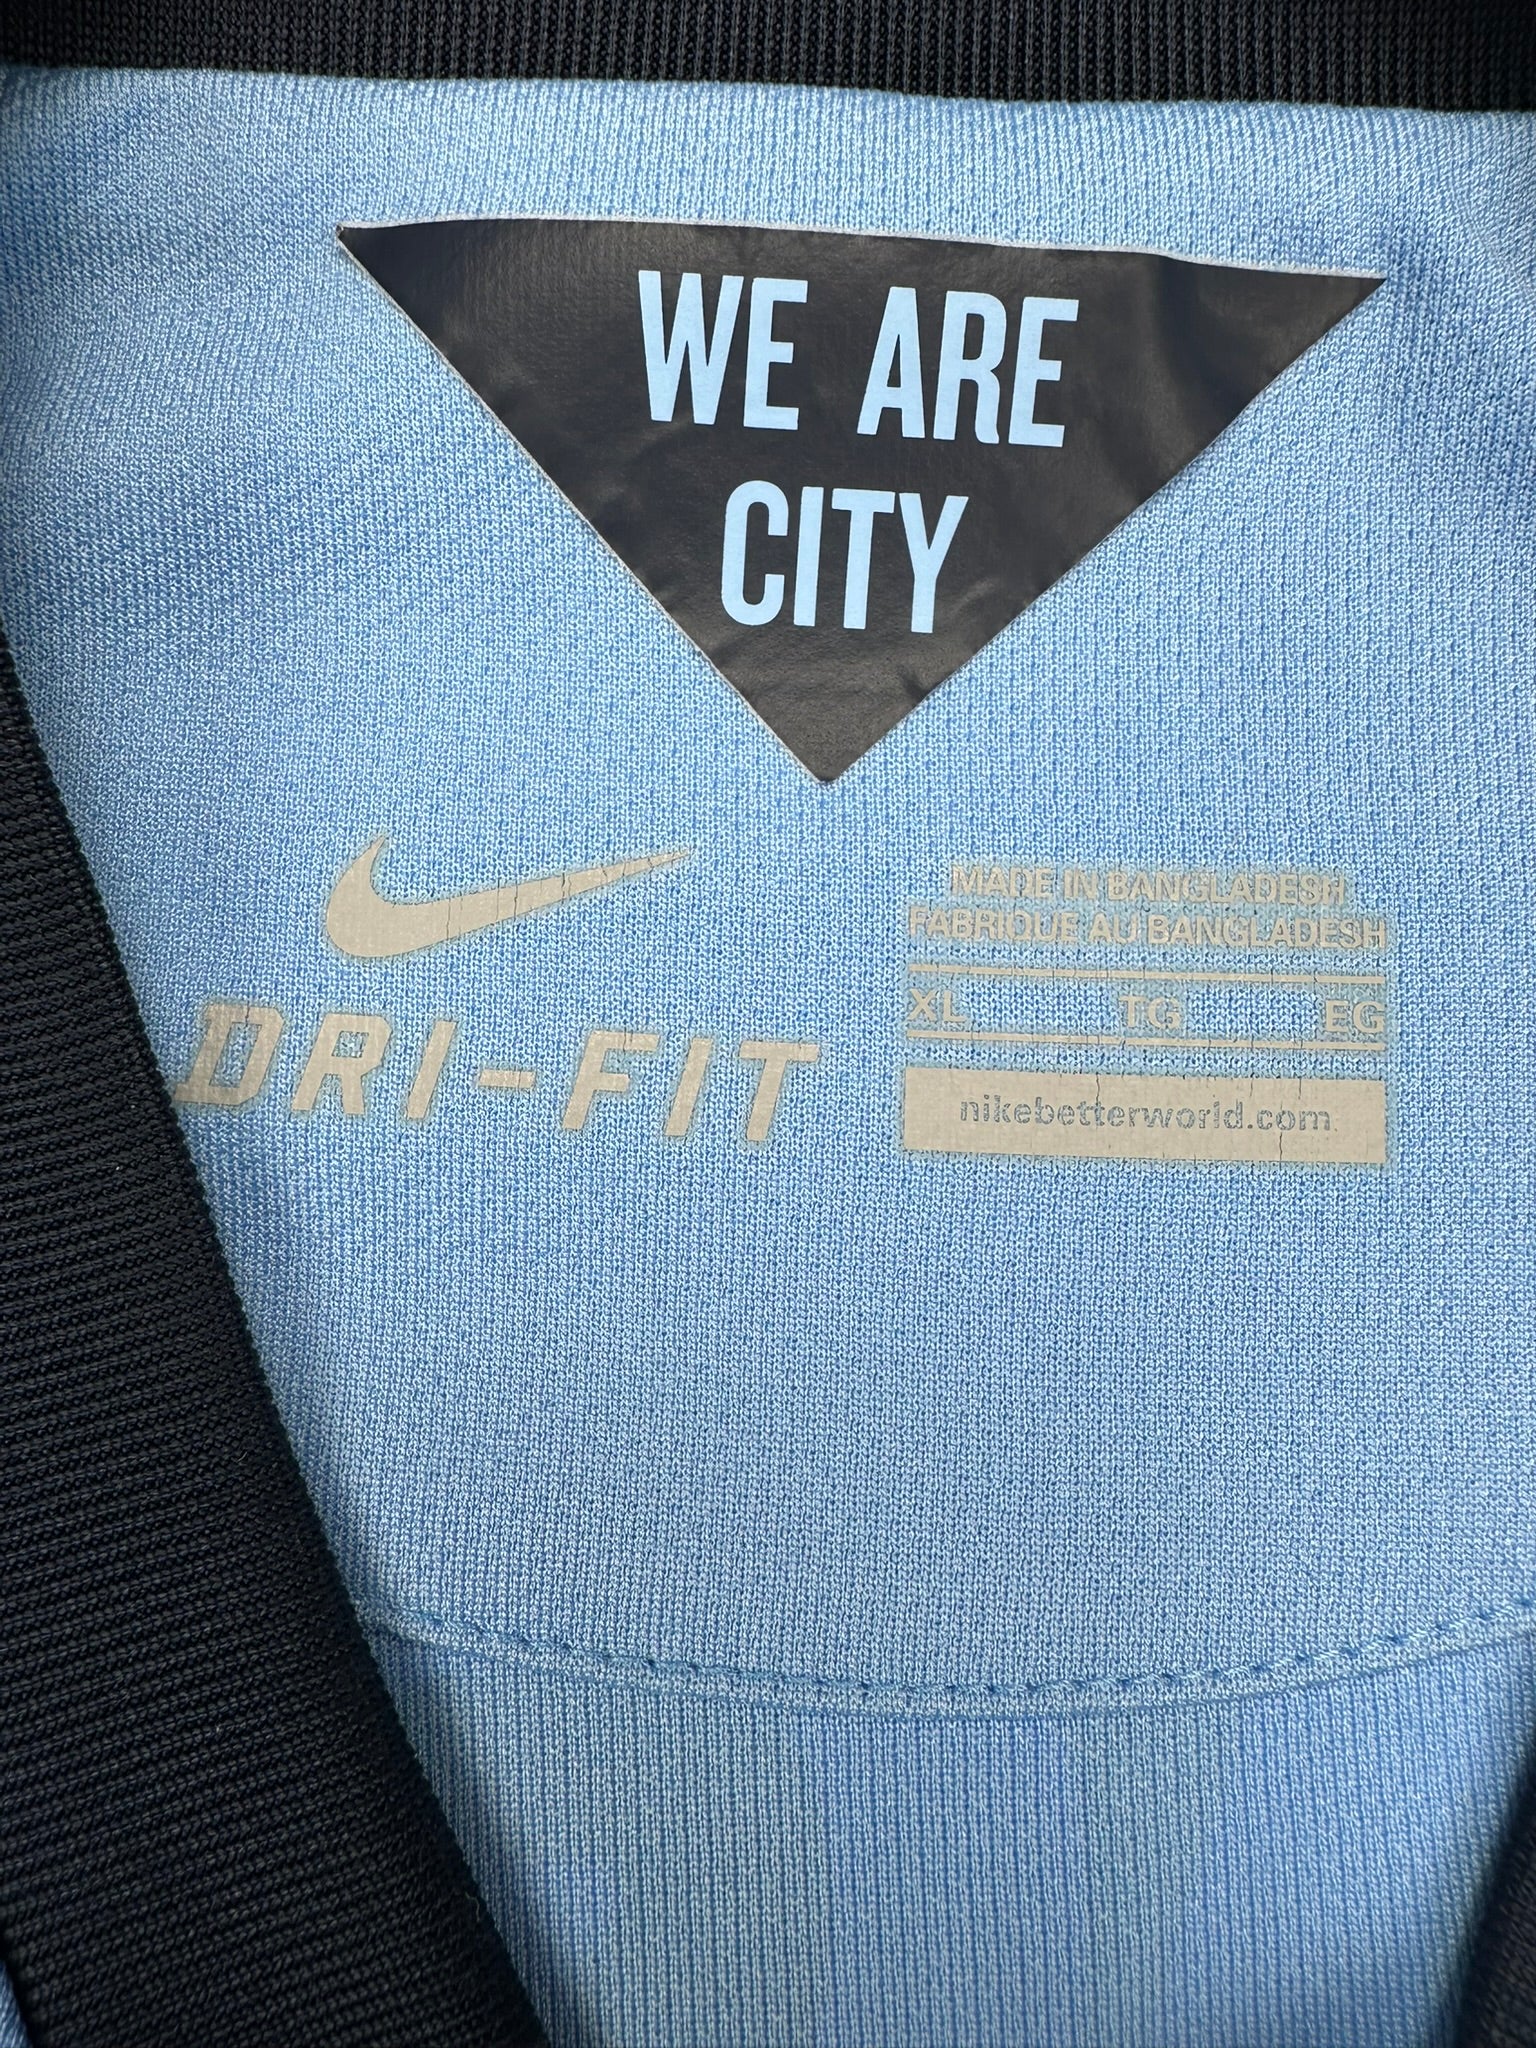 WE ARE
CITY
DRI-FIT
MADE IN BANGLADESH
FABRIQUE AU BANGLADESH
XL TG EG
nikebetterworld.com